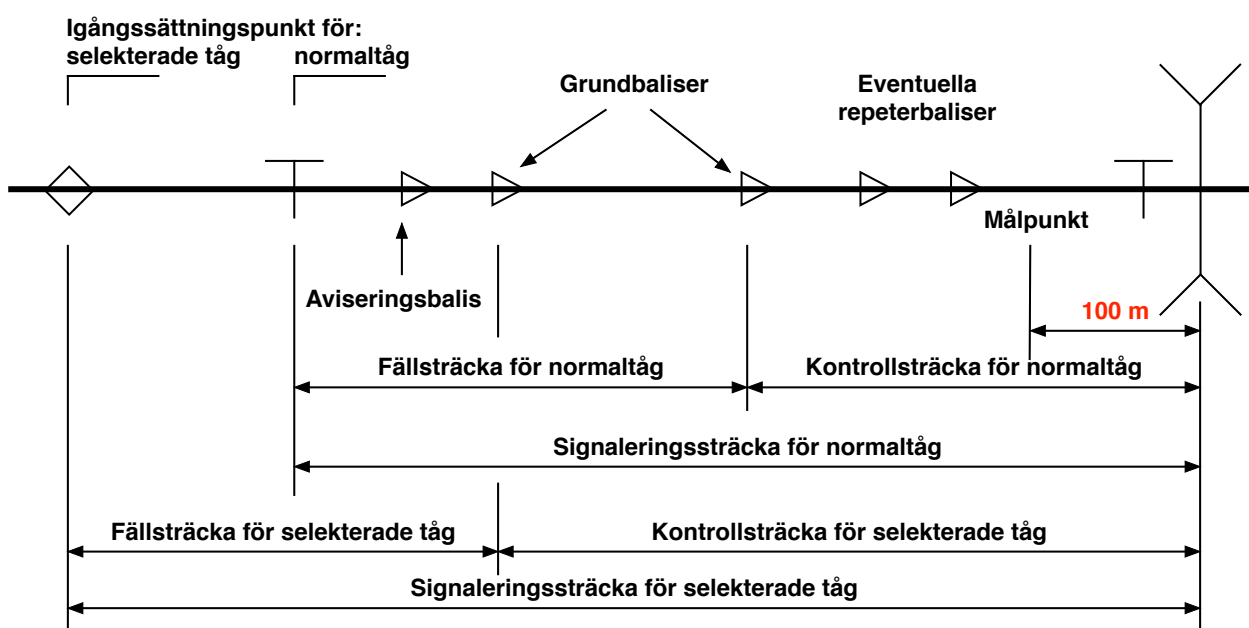 Igångssättningspunkt för:
selekterade tåg
normaltåg
Grundbaliser
Eventuella
repeterbaliser
Målpunkt
Aviseringsbalis
100 m
Fällsträcka för normaltåg
Kontrollsträcka för normaltåg
Signaleringssträcka för normaltåg
Fällsträcka för selekterade tåg
Kontrollsträcka för selekterade tåg
Signaleringssträcka för selekterade tåg